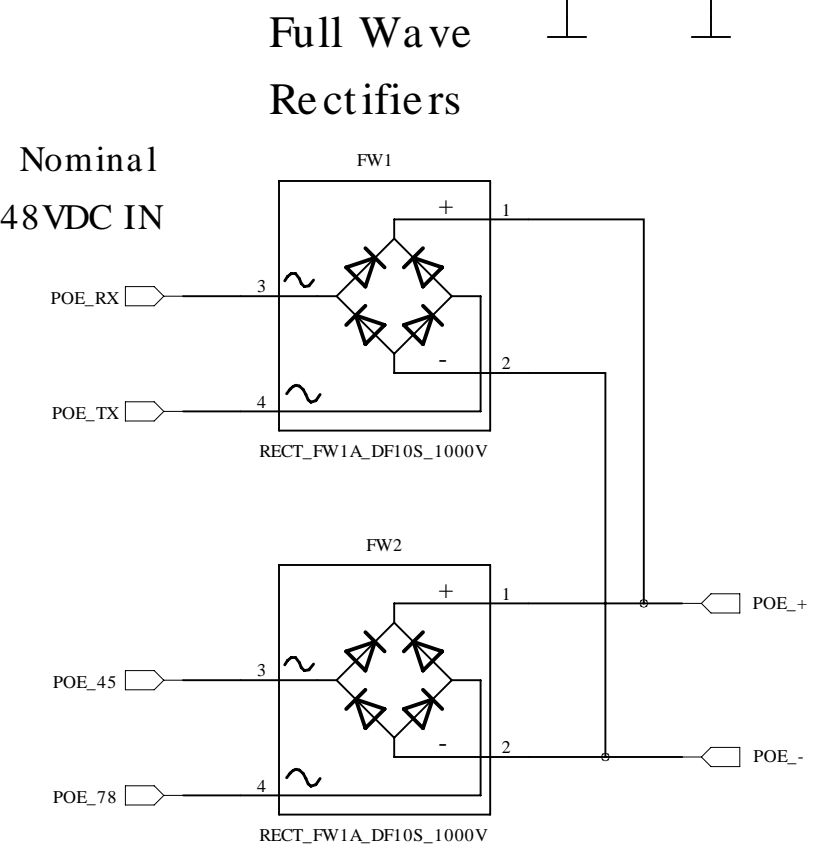 Full Wave
Rectifiers
Nominal
48VDC IN
FW1
+
1
3
POE_RX
-
2
4
POE_TX
RECT_FW1A_DF10S_1000V
FW2
+
1
POE_+
3
POE_45
-
2
POE_-
4
POE_78
RECT_FW1A_DF10S_1000V